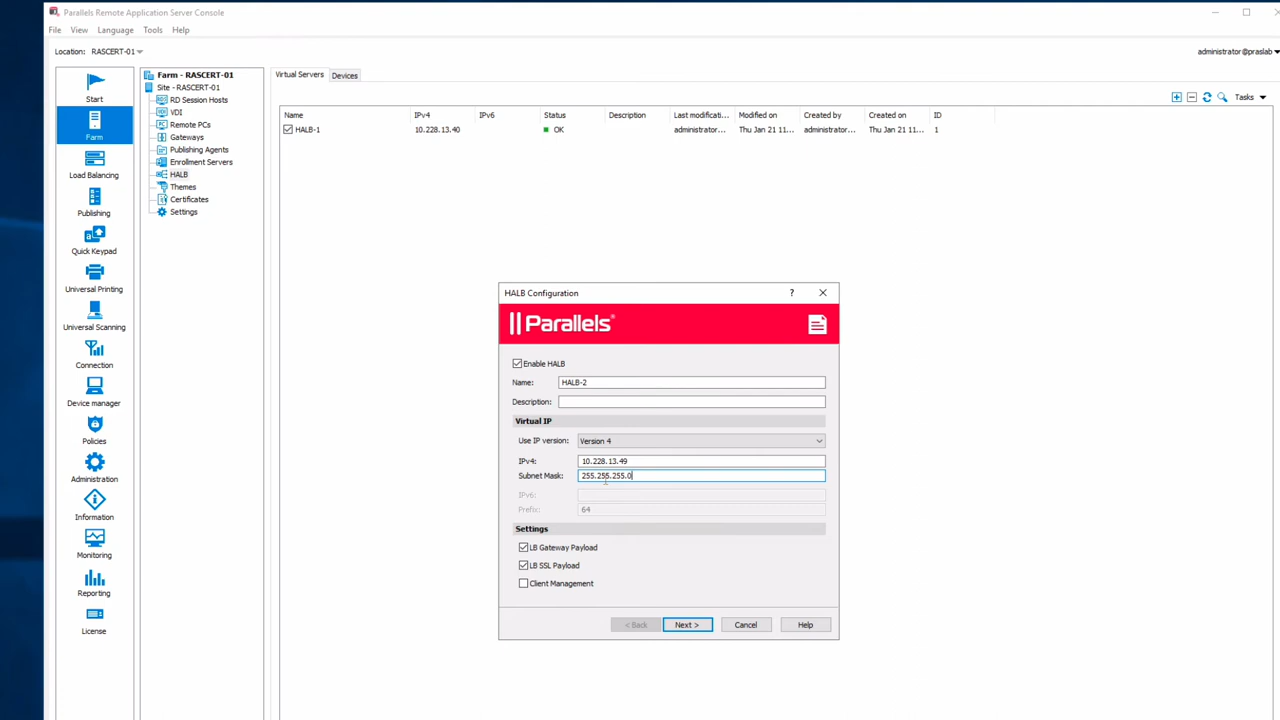 Parallels Remote Application Server Console
File View Language Tools Help
Location: RASCERT-01
administrator@praslab
Start
Farm
Load Balancing
Publishing
Quick Keypad
Universal Printing
Universal Scanning
Connection
Device manager
Policies
Administration
Information
Monitoring
Reporting
License
Farm - RASCERT-01
Site - RASCERT-01
RD Session Hosts
VDI
Remote PCs
Gateways
Publishing Agents
Enrollment Servers
HALB
Themes
Certificates
Settings
Virtual Servers Devices
Tasks
Name IPv4 IPv6 Status Description Last modificati... Modified on Created by Created on ID
HALB-1 10.228.13.40 OK administrator... Thu Jan 21 11... administrator... Thu Jan 21 11... 1
HALB Configuration ?
Parallels®
Enable HALB
Name: HALB-2
Description:
Virtual IP
Use IP version: Version 4
IPv4: 10.228.13.49
Subnet Mask: 255.255.255.0
IPv6:
Prefix: 64
Settings
LB Gateway Payload
LB SSL Payload
Client Management
< Back Next > Cancel Help